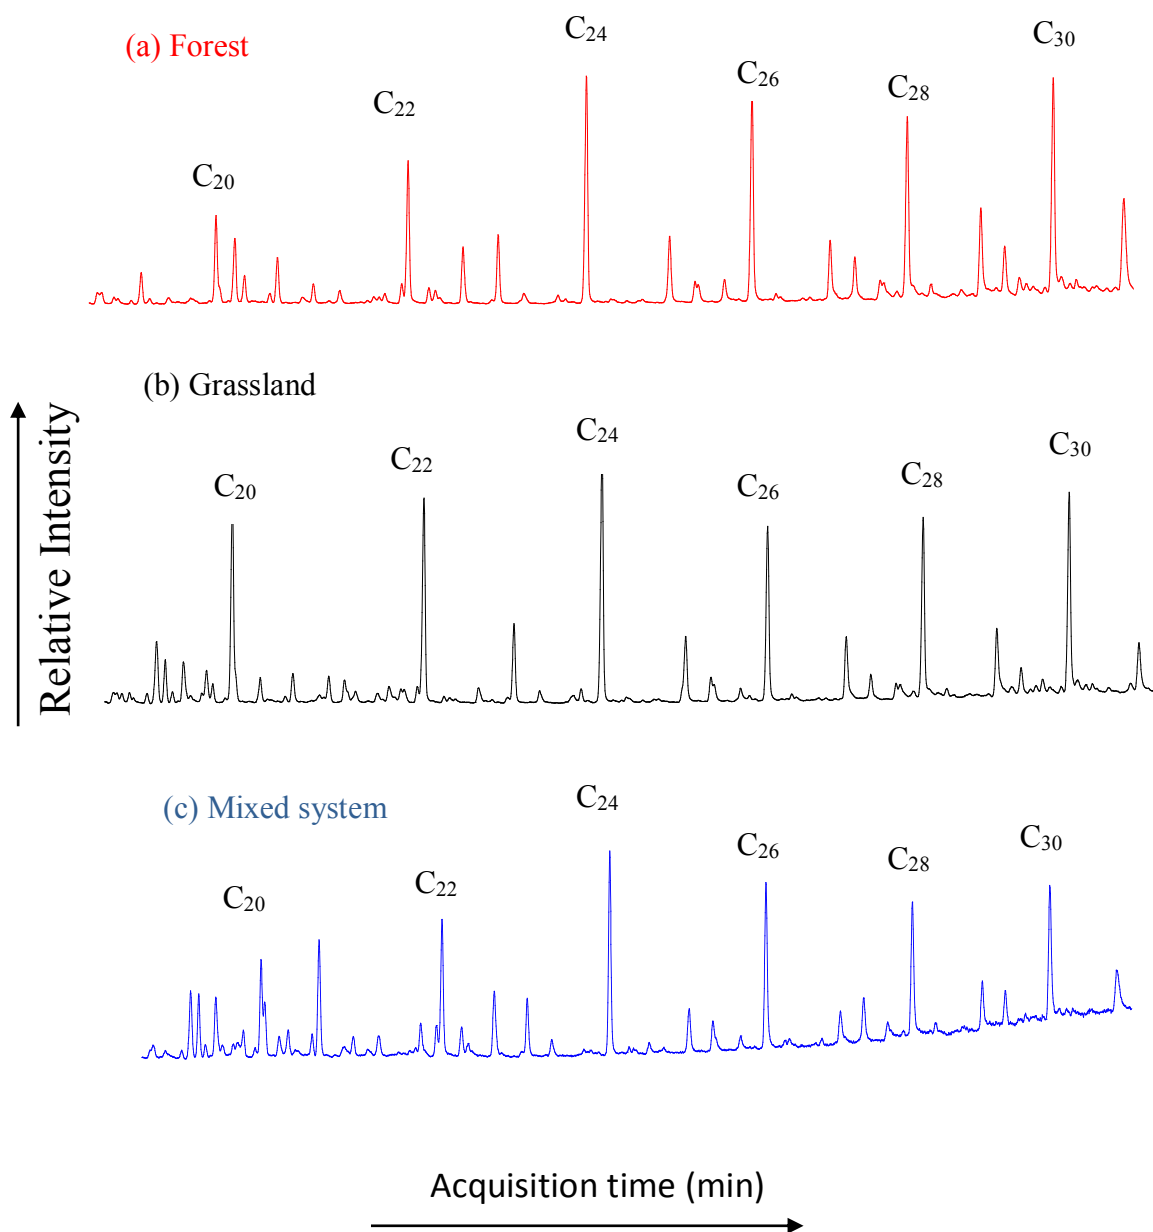 (a) Forest
C20
C22
C24
C26
C28
C30
(b) Grassland
C20
C22
C24
C26
C28
C30
Relative Intensity
(c) Mixed system
C20
C22
C24
C26
C28
C30
Acquisition time (min)